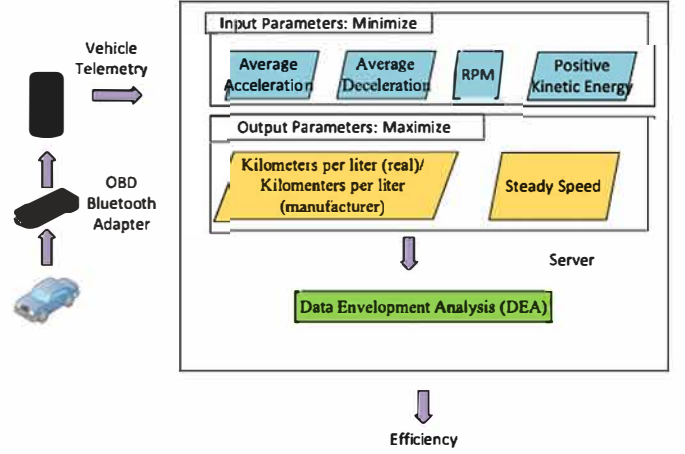 Input Parameters: Minimize
Vehicle
Telemetry
Average
Acceleration
Average
Deceleration
RPM
Positive
Kinetic Energy
Output Parameters: Maximize
Kilometers per liter (real)/
Kilomenters per liter
(manufacturer)
Steady Speed
OBD
Bluetooth
Adapter
Server
Data Envelopment Analysis (DEA)
Efficiency